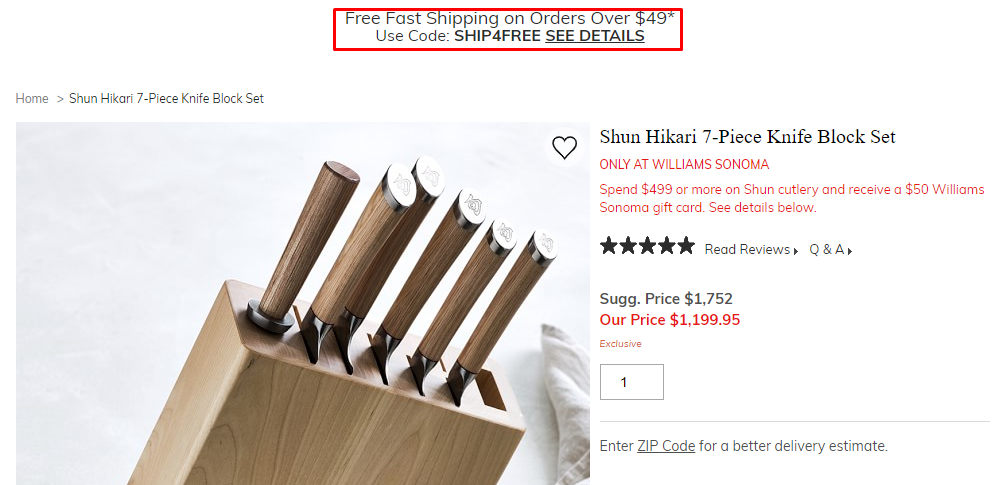 Free Fast Shipping on Orders Over $49*
Use Code: SHIP4FREE SEE DETAILS
Home > Shun Hikari 7-Piece Knife Block Set
Shun Hikari 7-Piece Knife Block Set
ONLY AT WILLIAMS SONOMA
Spend $499 or more on Shun cutlery and receive a $50 Williams
Sonoma gift card. See details below.
Read Reviews Q & A
Sugg. Price $1,752
Our Price $1,199.95
Exclusive
1
Enter ZIP Code for a better delivery estimate.